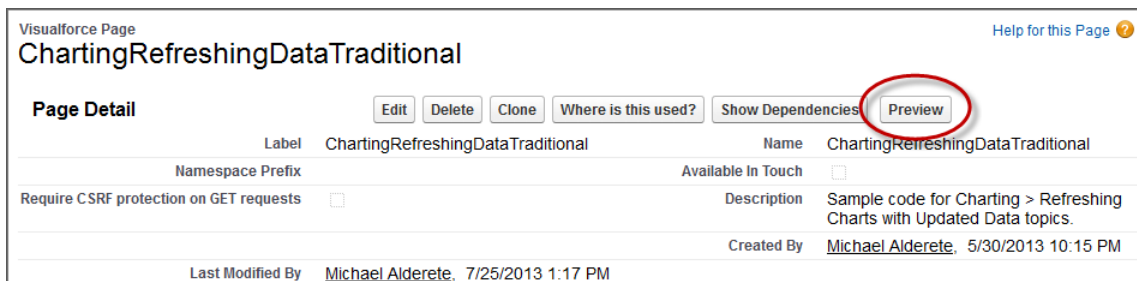 Visualforce Page
Help for this Page ?
ChartingRefreshingDataTraditional
Page Detail
Edit Delete Clone Where is this used? Show Dependencies Preview
Label ChartingRefreshingDataTraditional Name ChartingRefreshingDataTraditional
Namespace Prefix Available In Touch
Require CSRF protection on GET requests Description Sample code for Charting > Refreshing
Charts with Updated Data topics.
Created By Michael Alderete, 5/30/2013 10:15 PM
Last Modified By Michael Alderete, 7/25/2013 1:17 PM